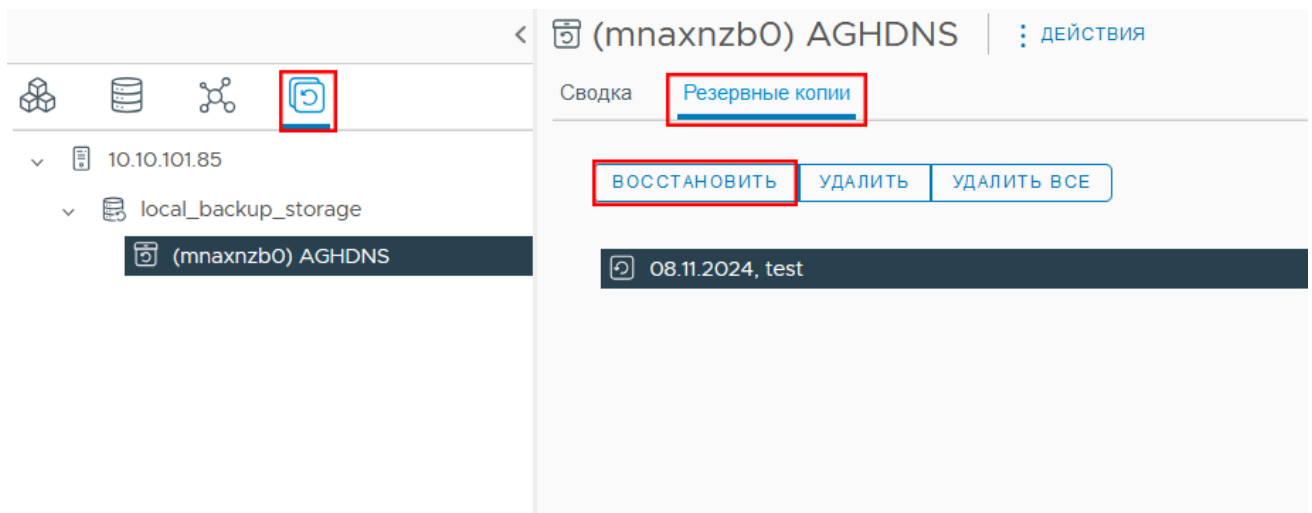 (mnaxnzb0) AGHDNS
ДЕЙСТВИЯ
Сводка Резервные копии
10.10.101.85
local_backup_storage
(mnaxnzb0) AGHDNS
ВОССТАНОВИТЬ УДАЛИТЬ УДАЛИТЬ ВСЕ
08.11.2024, test